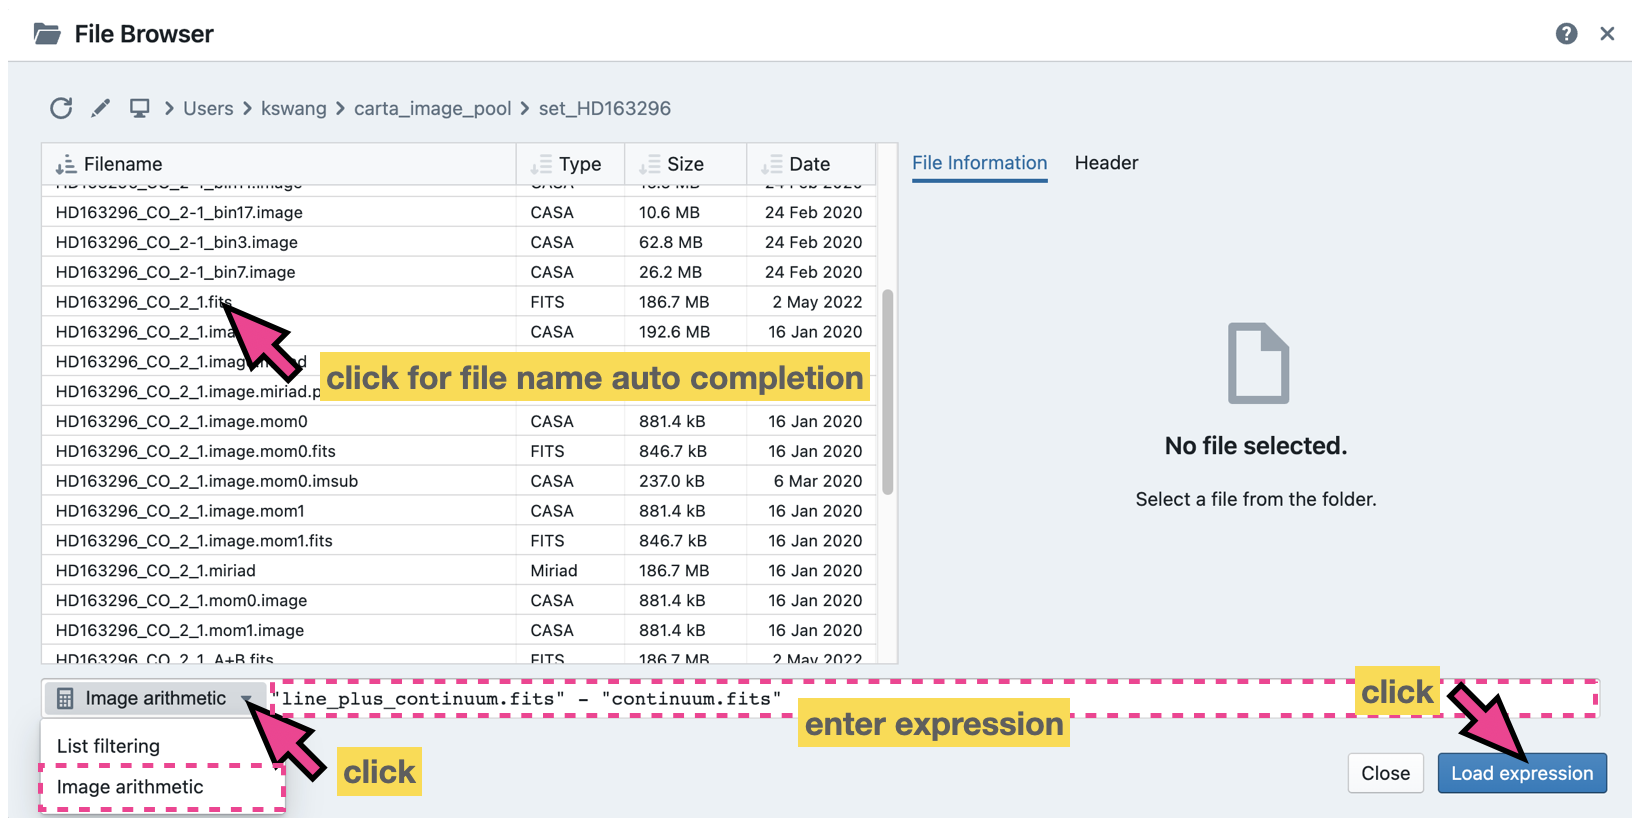 File Browser
Users > kswang > carta_image_pool > set_HD163296
Filename Type Size Date
HD163296_CO_2-1_bin11.image CASA 24 Feb 2020
HD163296_CO_2-1_bin17.image CASA 10.6 MB 24 Feb 2020
HD163296_CO_2-1_bin3.image CASA 62.8 MB 24 Feb 2020
HD163296_CO_2-1_bin7.image CASA 26.2 MB 24 Feb 2020
HD163296_CO_2_1.fits FITS 186.7 MB 2 May 2022
HD163296_CO_2_1.ima CASA 192.6 MB 16 Jan 2020
HD163296_CO_2_1.imag
HD163296_CO_2_1.image.miriad.p
click for file name auto completion
HD163296_CO_2_1.image.mom0 CASA 881.4 kB 16 Jan 2020
HD163296_CO_2_1.image.mom0.fits FITS 846.7 kB 16 Jan 2020
HD163296_CO_2_1.image.mom0.imsub CASA 237.0 kB 6 Mar 2020
HD163296_CO_2_1.image.mom1 CASA 881.4 kB 16 Jan 2020
HD163296_CO_2_1.image.mom1.fits FITS 846.7 kB 16 Jan 2020
HD163296_CO_2_1.miriad Miriad 186.7 MB 16 Jan 2020
HD163296_CO_2_1.mom0.image CASA 881.4 kB 16 Jan 2020
HD163296_CO_2_1.mom1.image CASA 881.4 kB 16 Jan 2020
HD163296_CO_2_1_A+B.fits FITS 186.7 MB 2 May 2022
File Information Header
No file selected.
Select a file from the folder.
Image arithmetic "line_plus_continuum.fits" - "continuum.fits"
enter expression
click
List filtering
Image arithmetic
click
Close Load expression